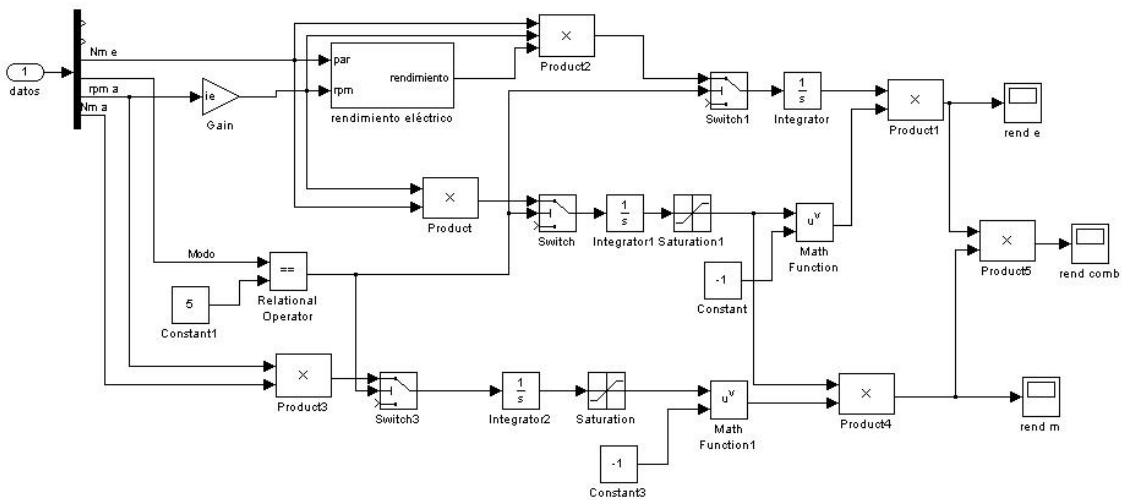 1
datos
Nm e
rpm a
Nm a
ie
Gain
par
rpm
rendimiento
rendimiento eléctrico
×
Product2
Switch1
1
s
Integrator
×
Product1
rend e
×
Product
Switch
1
s
Integrator1
Saturation1
u^v
Math
Function
-1
Constant
×
Product5
rend comb
Modo
5
Constant1
==
Relational
Operator
×
Product3
Switch3
1
s
Integrator2
Saturation
u^v
Math
Function1
-1
Constant3
×
Product4
rend m